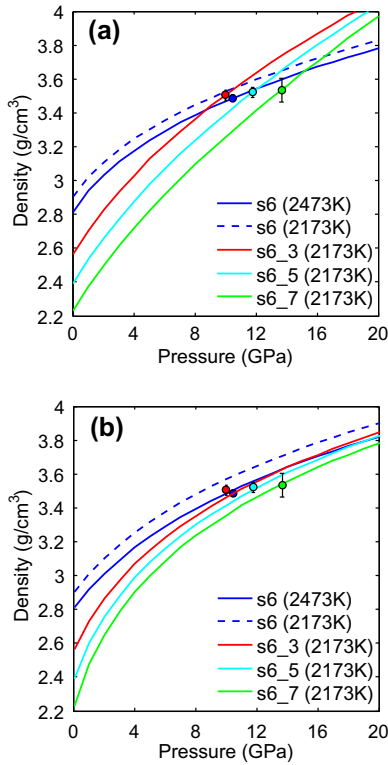 (a)
4
3.8
3.6
3.4
3.2
3
2.8
2.6
2.4
2.2
Density (g/cm³)
s6 (2473K)
s6 (2173K)
s6_3 (2173K)
s6_5 (2173K)
s6_7 (2173K)
0 4 8 12 16 20
Pressure (GPa)
(b)
4
3.8
3.6
3.4
3.2
3
2.8
2.6
2.4
2.2
Density (g/cm³)
s6 (2473K)
s6 (2173K)
s6_3 (2173K)
s6_5 (2173K)
s6_7 (2173K)
0 4 8 12 16 20
Pressure (GPa)